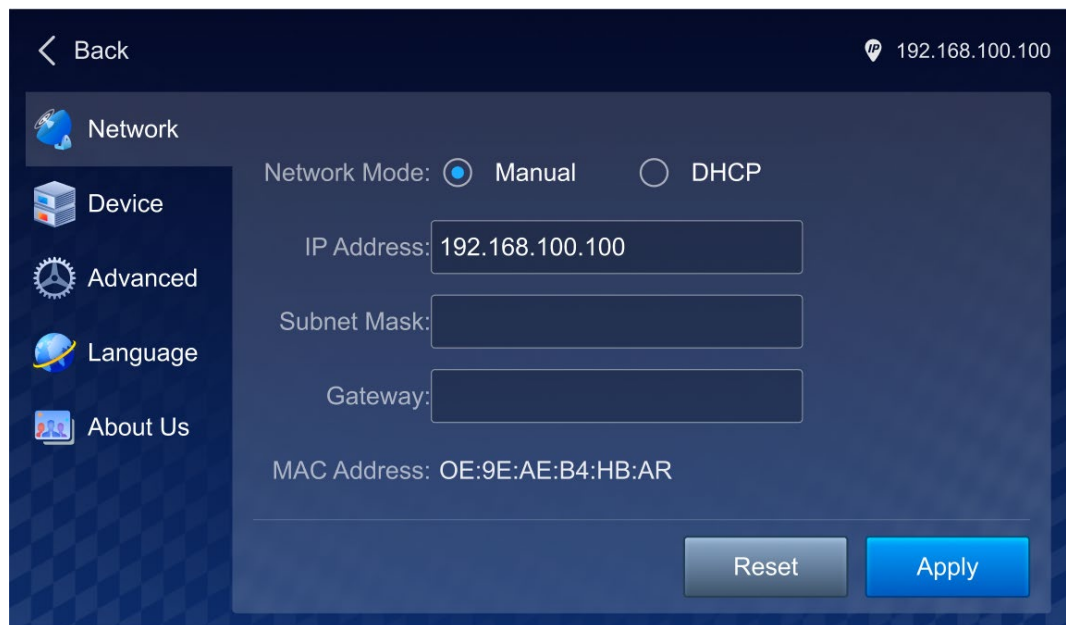 Back
192.168.100.100
Network
Device
Advanced
Language
About Us
Network Mode: Manual DHCP
IP Address: 192.168.100.100
Subnet Mask:
Gateway:
MAC Address: OE:9E:AE:B4:HB:AR
Reset Apply